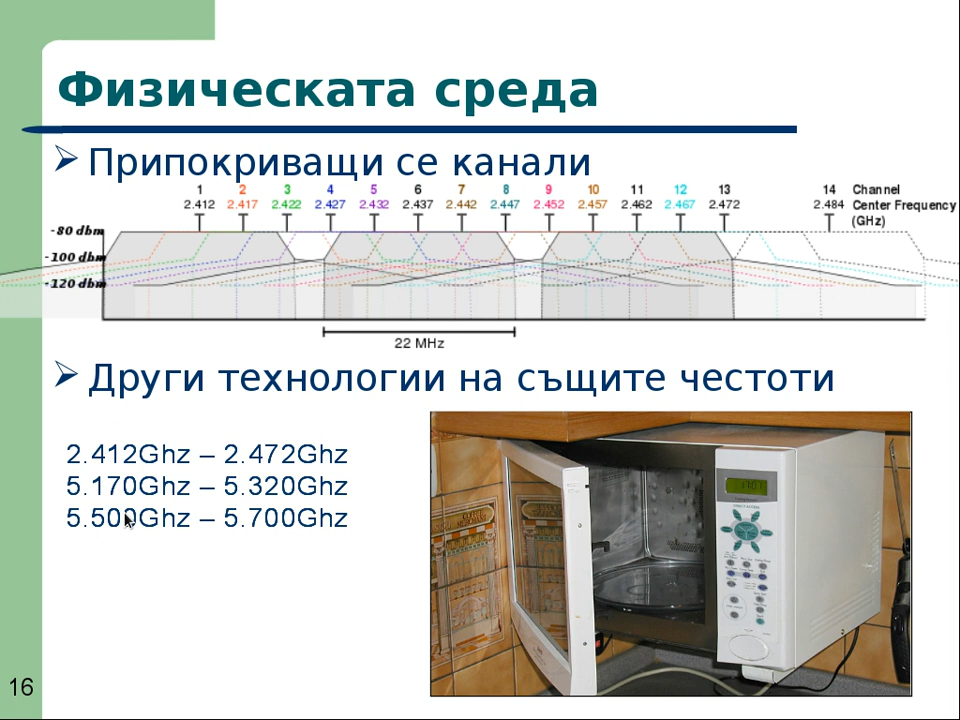 Физическата среда
Припокриващи се канали
1 2 3 4 5 6 7 8 9 10 11 12 13 14 Channel
2.412 2.417 2.422 2.427 2.432 2.437 2.442 2.447 2.452 2.457 2.462 2.467 2.472 2.484 Center Frequency
(GHz)
-80 dbm
-100 dbm
-120 dbm
22 MHz
Други технологии на същите честоти
2.412Ghz – 2.472Ghz
5.170Ghz – 5.320Ghz
5.500Ghz – 5.700Ghz
16